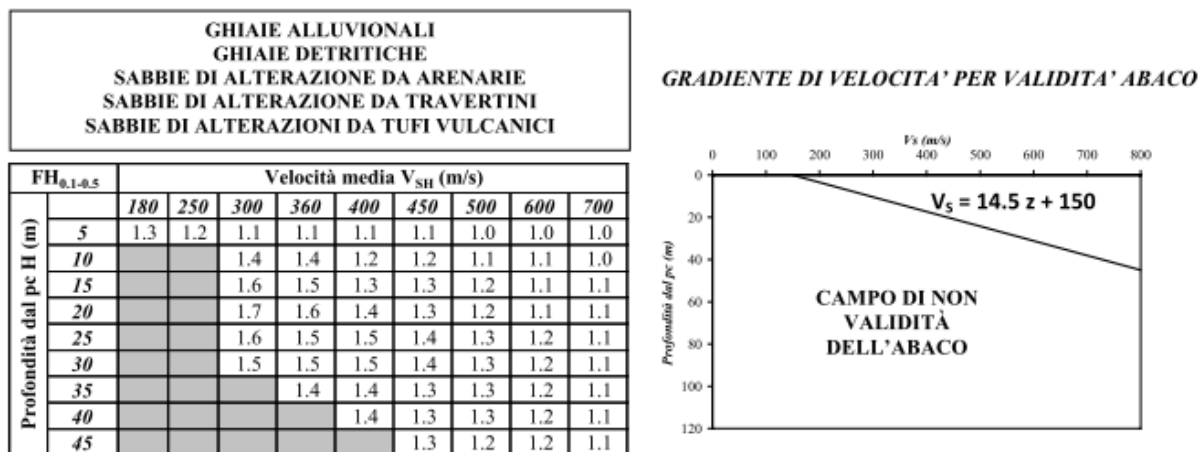 GHIAIE ALLUVIONALI
GHIAIE DETRITICHE
SABBIE DI ALTERAZIONE DA ARENARIE
SABBIE DI ALTERAZIONE DA TRAVERTINI
SABBIE DI ALTERAZIONI DA TUFI VULCANICI
FH0.1-0.5 Velocità media VSH (m/s)
180 250 300 360 400 450 500 600 700
Profondità dal pc H (m)
5 1.3 1.2 1.1 1.1 1.1 1.1 1.0 1.0 1.0
10 1.4 1.4 1.2 1.2 1.1 1.1 1.0
15 1.6 1.5 1.3 1.3 1.2 1.1 1.1
20 1.7 1.6 1.4 1.3 1.2 1.1 1.1
25 1.6 1.5 1.5 1.4 1.3 1.2 1.1
30 1.5 1.5 1.5 1.4 1.3 1.2 1.1
35 1.4 1.4 1.3 1.3 1.2 1.1
40 1.4 1.3 1.3 1.2 1.1
45 1.3 1.2 1.2 1.1
GRADIENTE DI VELOCITA' PER VALIDITA' ABACO
Vs (m/s)
0 100 200 300 400 500 600 700 800
Profondità dal pc (m)
0
20
40
60
80
100
120
VS = 14.5 z + 150
CAMPO DI NON
VALIDITÀ
DELL'ABACO